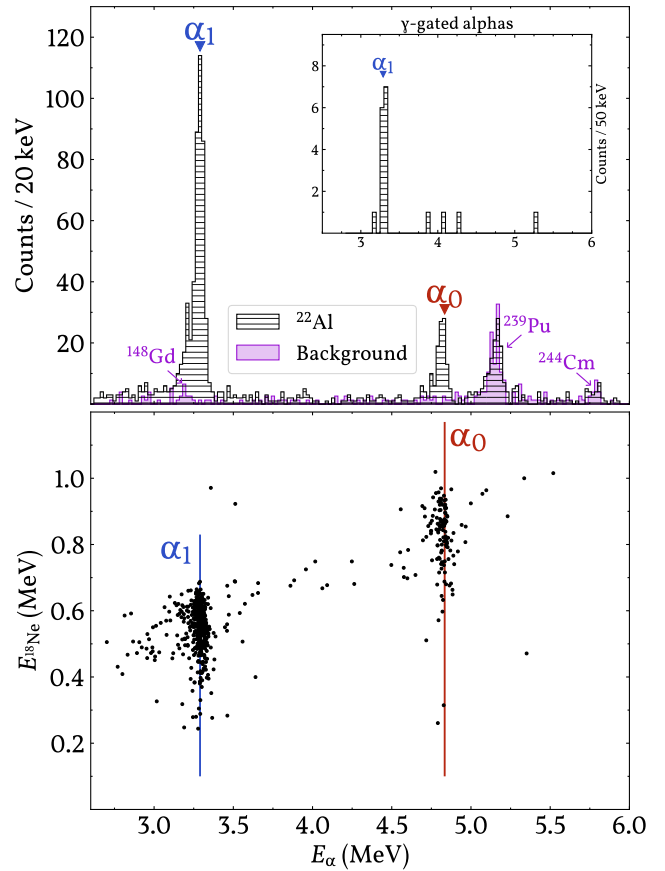 γ-gated alphas
α1
Counts / 50 keV
8
6
4
2
3
4
5
6
α1
Counts / 20 keV
120
100
80
60
40
20
α0
²²Al
Background
¹⁴⁸Gd
²³⁹Pu
²⁴⁴Cm
α0
α1
E¹⁸Ne (MeV)
1.0
0.8
0.6
0.4
0.2
3.0
3.5
4.0
4.5
5.0
5.5
6.0
Eα (MeV)